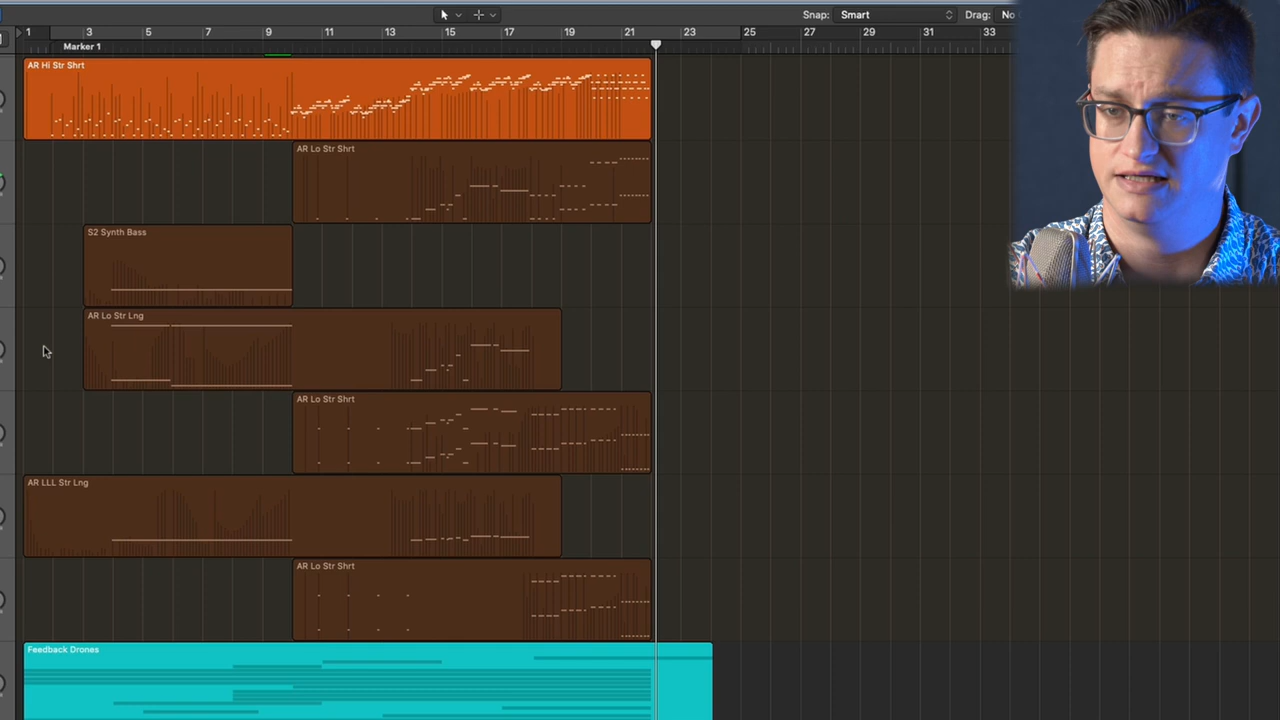 Snap: Smart Drag: No
1 3 5 7 9 11 13 15 17 19 21 23 25 27 29 31 33
Marker 1
AR Hi Str Shrt
AR Lo Str Shrt
S2 Synth Bass
AR Lo Str Lng
AR Lo Str Shrt
AR LLL Str Lng
AR Lo Str Shrt
Feedback Drones